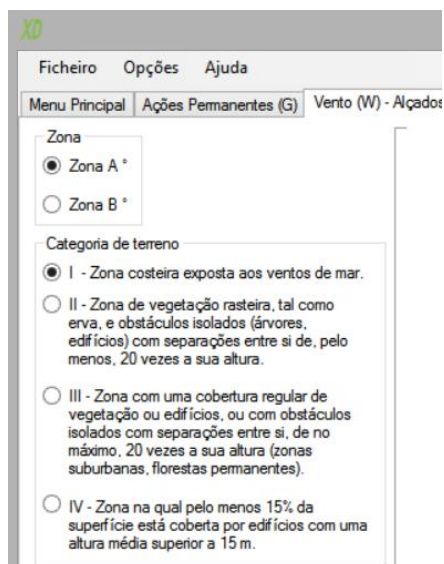 XD
Ficheiro Opções Ajuda
Menu Principal Ações Permanentes (G) Vento (W) - Alçados
Zona
Zona A °
Zona B °
Categoria de terreno
I - Zona costeira exposta aos ventos de mar.
II - Zona de vegetação rasteira, tal como
erva, e obstáculos isolados (árvores,
edifícios) com separações entre si de, pelo
menos, 20 vezes a sua altura.
III - Zona com uma cobertura regular de
vegetação ou edifícios, ou com obstáculos
isolados com separações entre si, de no
máximo, 20 vezes a sua altura (zonas
suburbanas, florestas permanentes).
IV - Zona na qual pelo menos 15% da
superfície está coberta por edifícios com uma
altura média superior a 15 m.